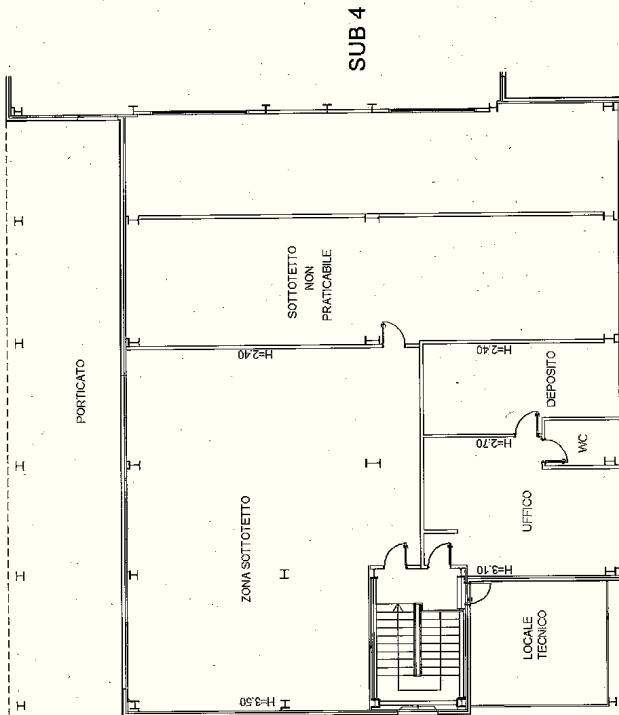 SUB 4
PORTICATO
SOTTOTETTO
NON
PRATICABILE
H=2.40
H=2.40
DEPOSITO
H=2.70
WC
ZONA SOTTOTETTO
UFFICO
H=3.10
LOCALE
TECNICO
H=3.50